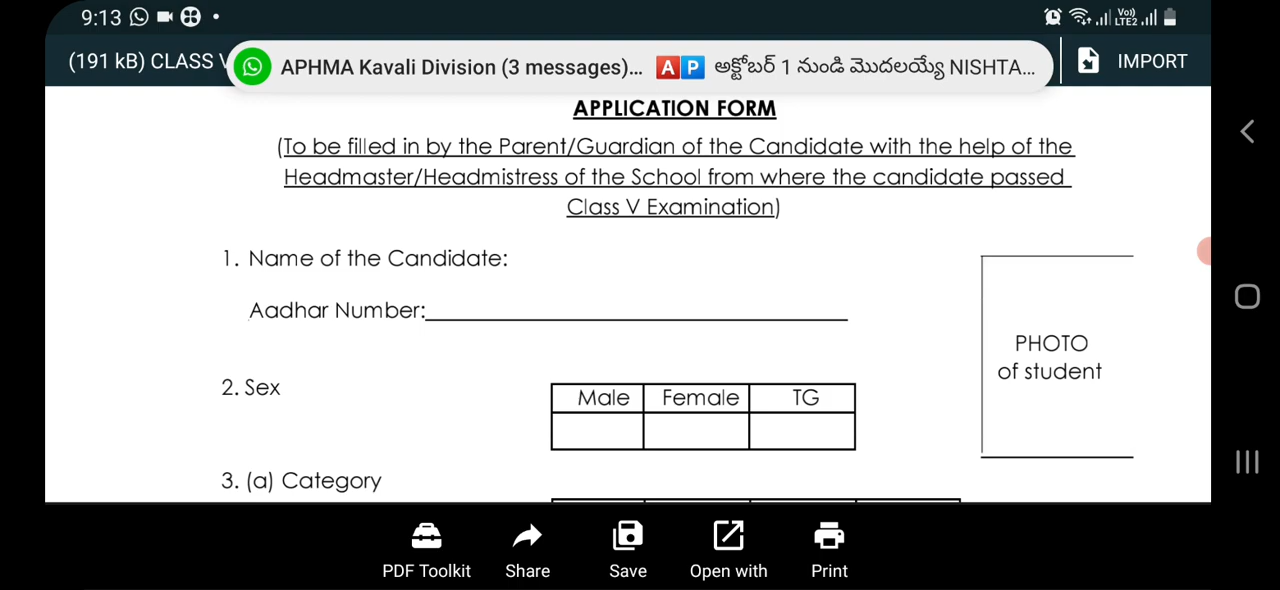 9:13
Vo)) LTE2
(191 kB) CLASS V
APHMA Kavali Division (3 messages)... 🅰🅿 అక్టోబర్ 1 నుండి మొదలయ్యే NISHTA...
IMPORT
APPLICATION FORM
(To be filled in by the Parent/Guardian of the Candidate with the help of the
Headmaster/Headmistress of the School from where the candidate passed
Class V Examination)
1. Name of the Candidate:
Aadhar Number:
PHOTO
of student
2. Sex
Male Female TG
3. (a) Category
PDF Toolkit Share Save Open with Print